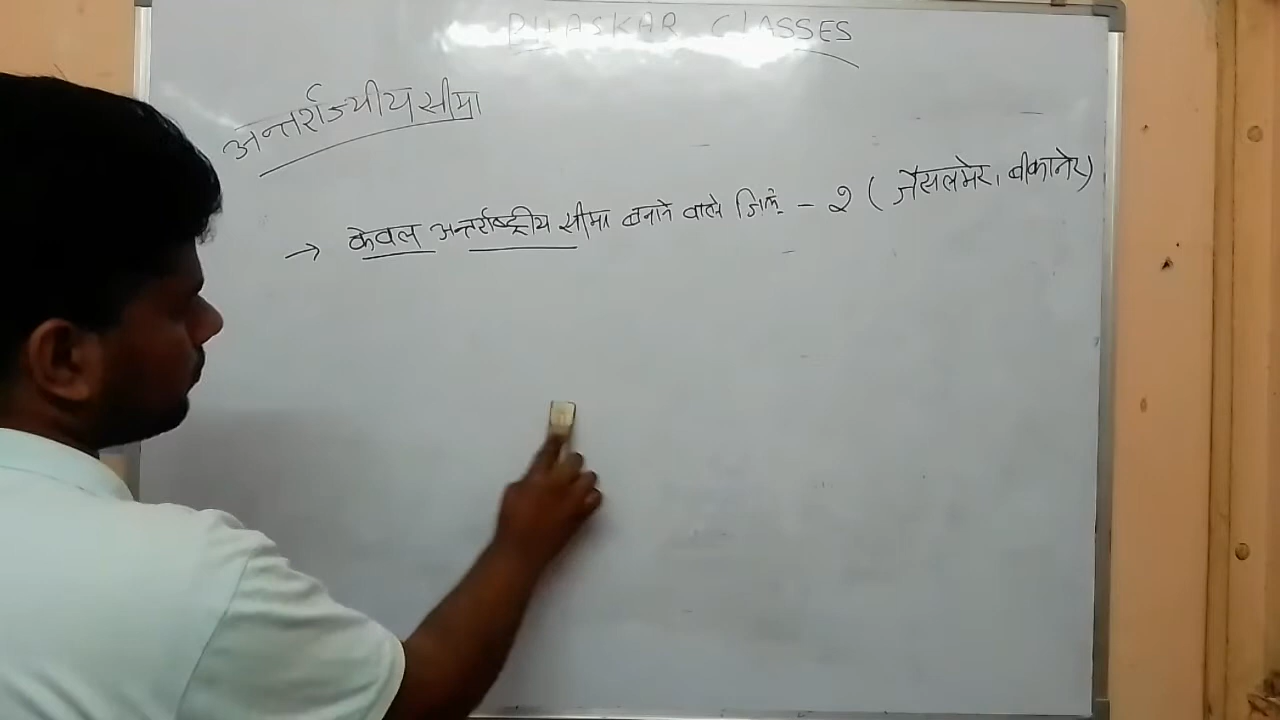 BHASKAR CLASSES
अन्तर्राज्यीय सीमा
→ केवल अन्तर्राष्ट्रीय सीमा बनाने वाले जिले - 2 ( जैसलमेर, बीकानेर)